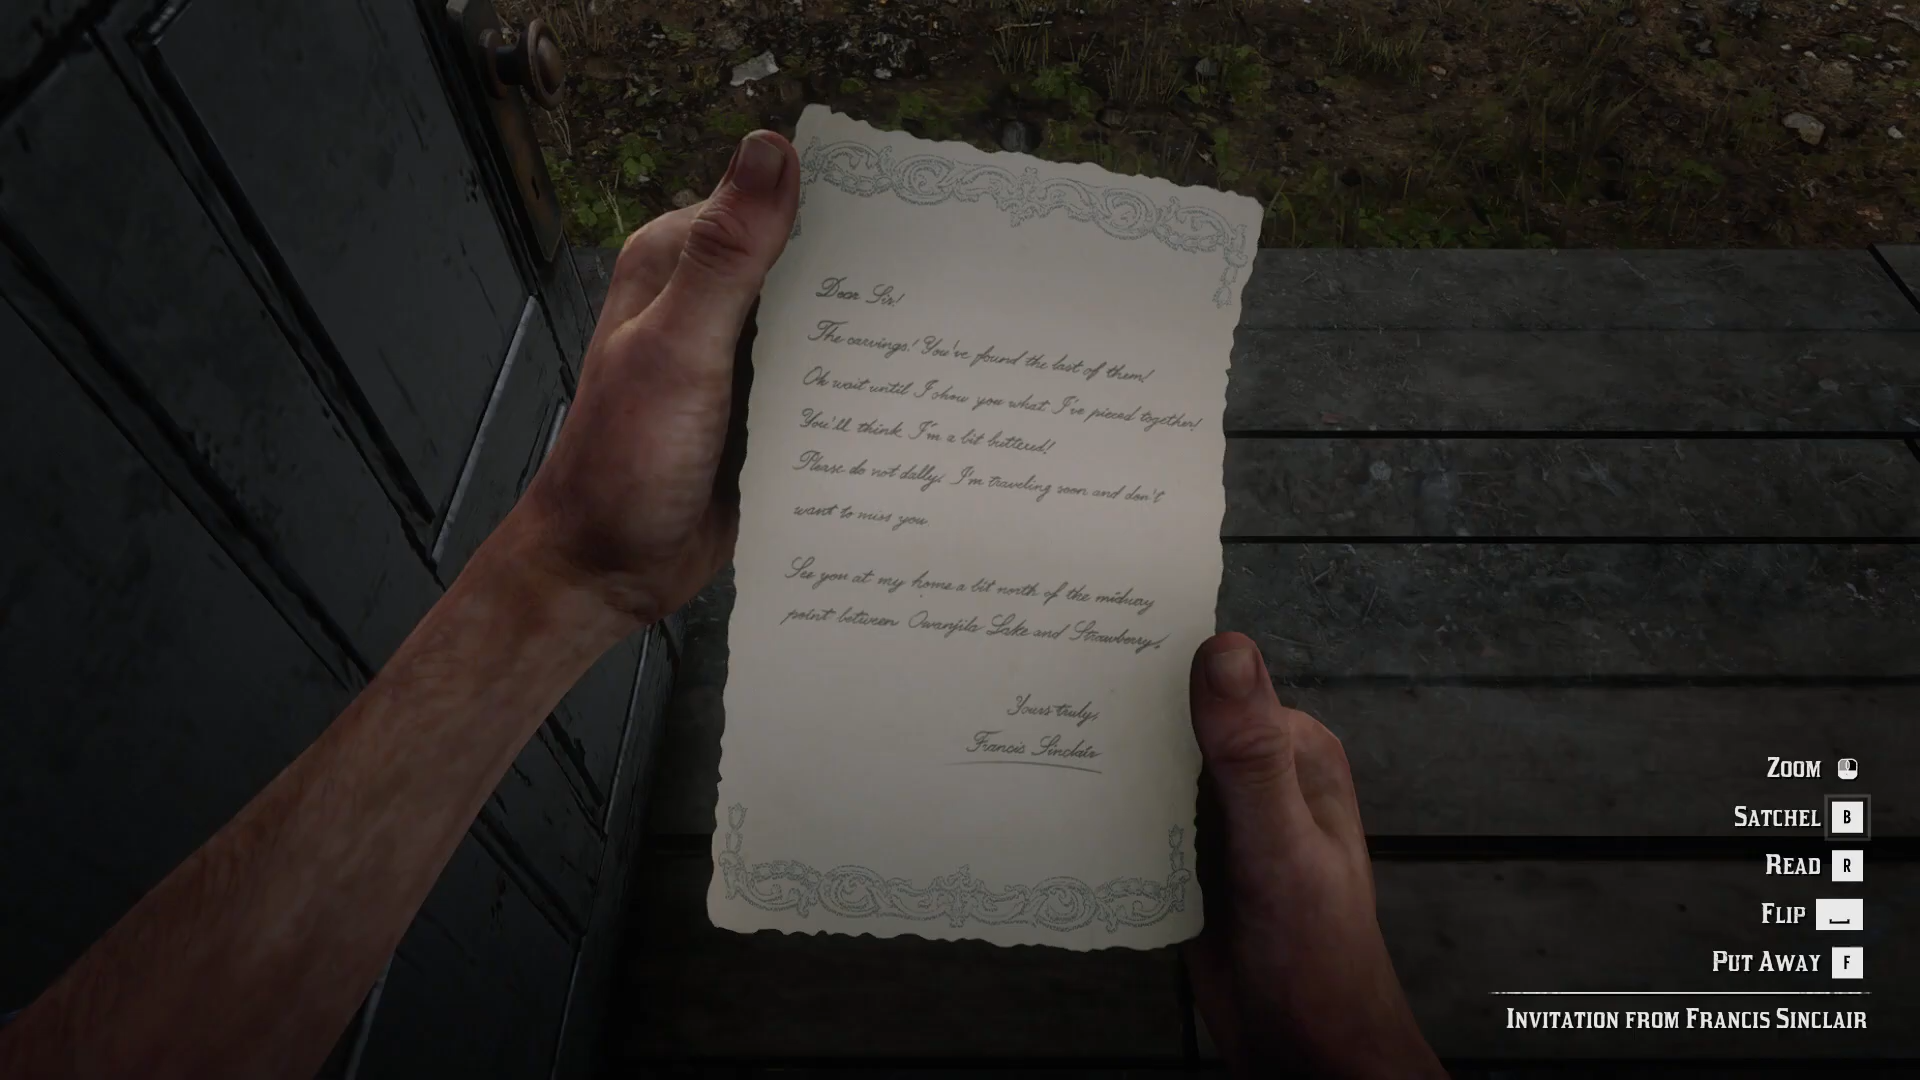 Dear Sir!
The carvings! You've found the last of them!
Oh wait until I show you what I've pieced together!
You'll think I'm a bit buttered!
Please do not dally, I'm traveling soon and don't
want to miss you.
See you at my home a bit north of the midway
point between Owanjila Lake and Strawberry.
Yours truly,
Francis Sinclair
ZOOM
SATCHEL B
READ R
FLIP
PUT AWAY F
INVITATION FROM FRANCIS SINCLAIR